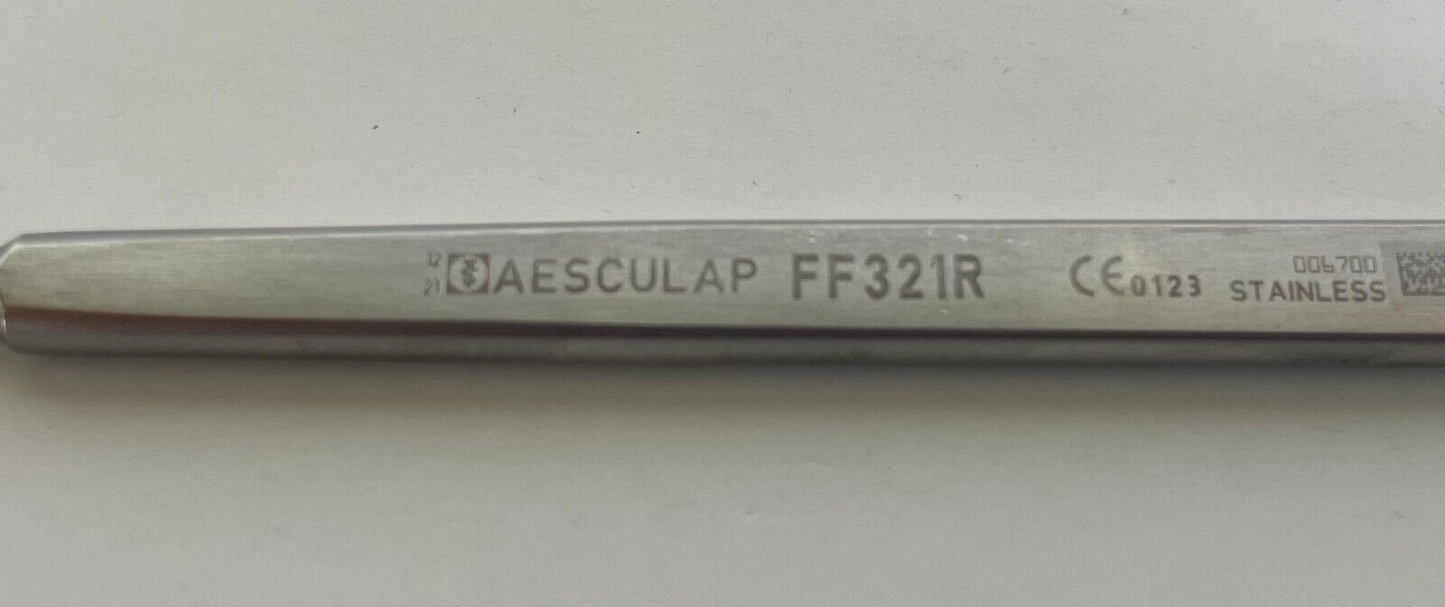 12
21
AESCULAP FF321R CE0123
006700
STAINLESS